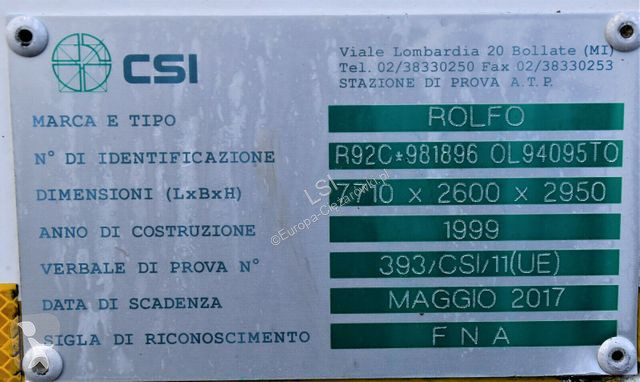 CSI
Viale Lombardia 20 Bollate (MI)
Tel. 02/38330250 Fax 02/38330253
STAZIONE DI PROVA A.T.P.
MARCA E TIPO ROLFO
N° DI IDENTIFICAZIONE R92C*981896 OL94095TO
DIMENSIONI (LxBxH) x 2600 x 2950
ANNO DI COSTRUZIONE 1999
VERBALE DI PROVA N° 393/CSI/11(UE)
DATA DI SCADENZA MAGGIO 2017
SIGLA DI RICONOSCIMENTO FNA
LSI